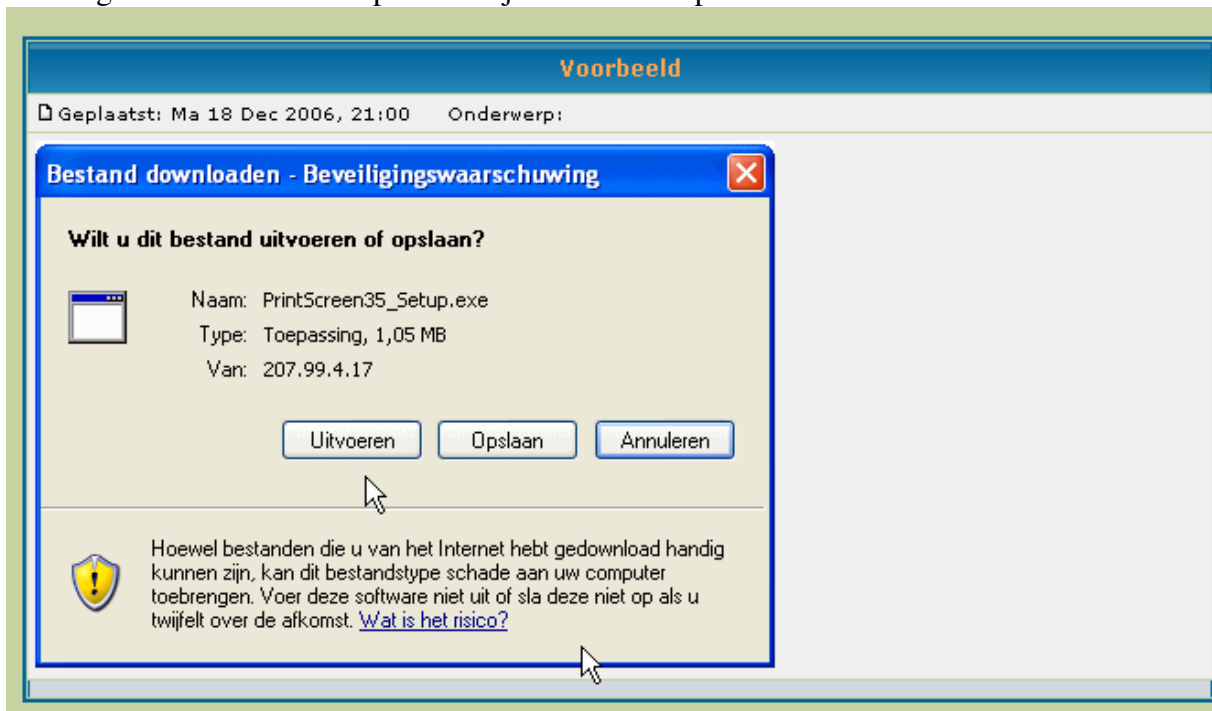 Voorbeeld
Geplaatst: Ma 18 Dec 2006, 21:00 Onderwerp:
Bestand downloaden - Beveiligingswaarschuwing
Wilt u dit bestand uitvoeren of opslaan?
Naam: PrintScreen35_Setup.exe
Type: Toepassing, 1,05 MB
Van: 207.99.4.17
Uitvoeren Opslaan Annuleren
Hoewel bestanden die u van het Internet hebt gedownload handig
kunnen zijn, kan dit bestandstype schade aan uw computer
toebrengen. Voer deze software niet uit of sla deze niet op als u
twijfelt over de afkomst. Wat is het risico?